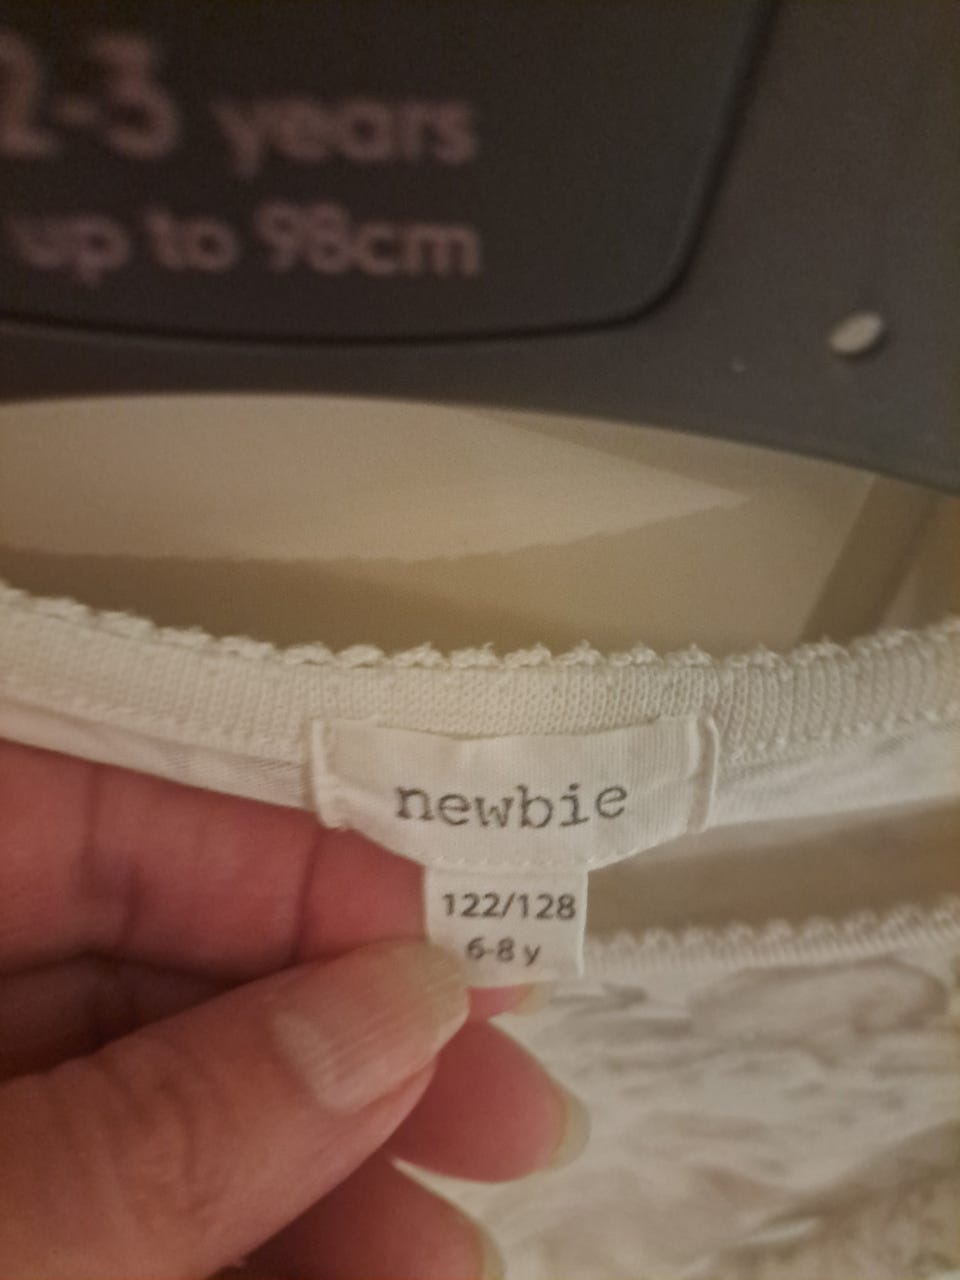 2-3 years
up to 98cm
newbie
122/128
6-8 y